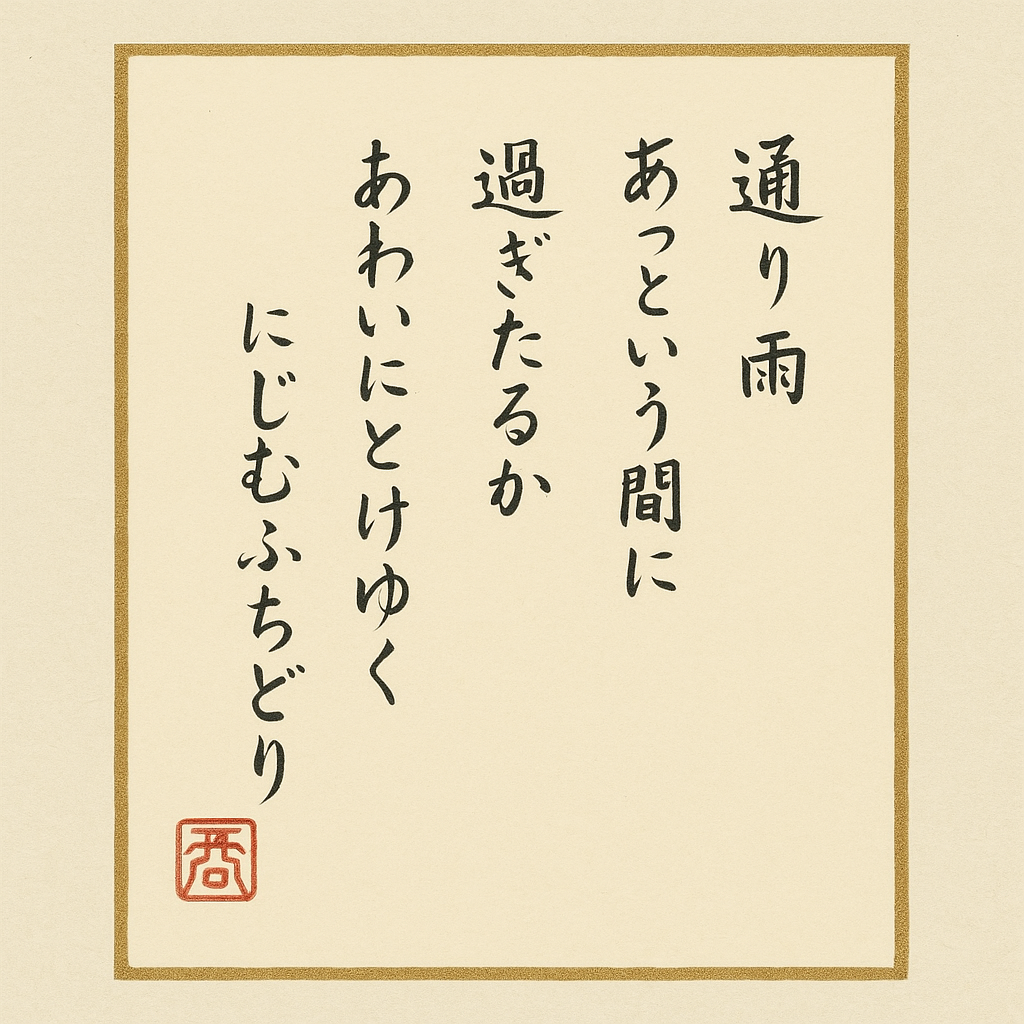 通り雨
あっという間に
過ぎたるか
あわいにとけゆく
にじむふちどり